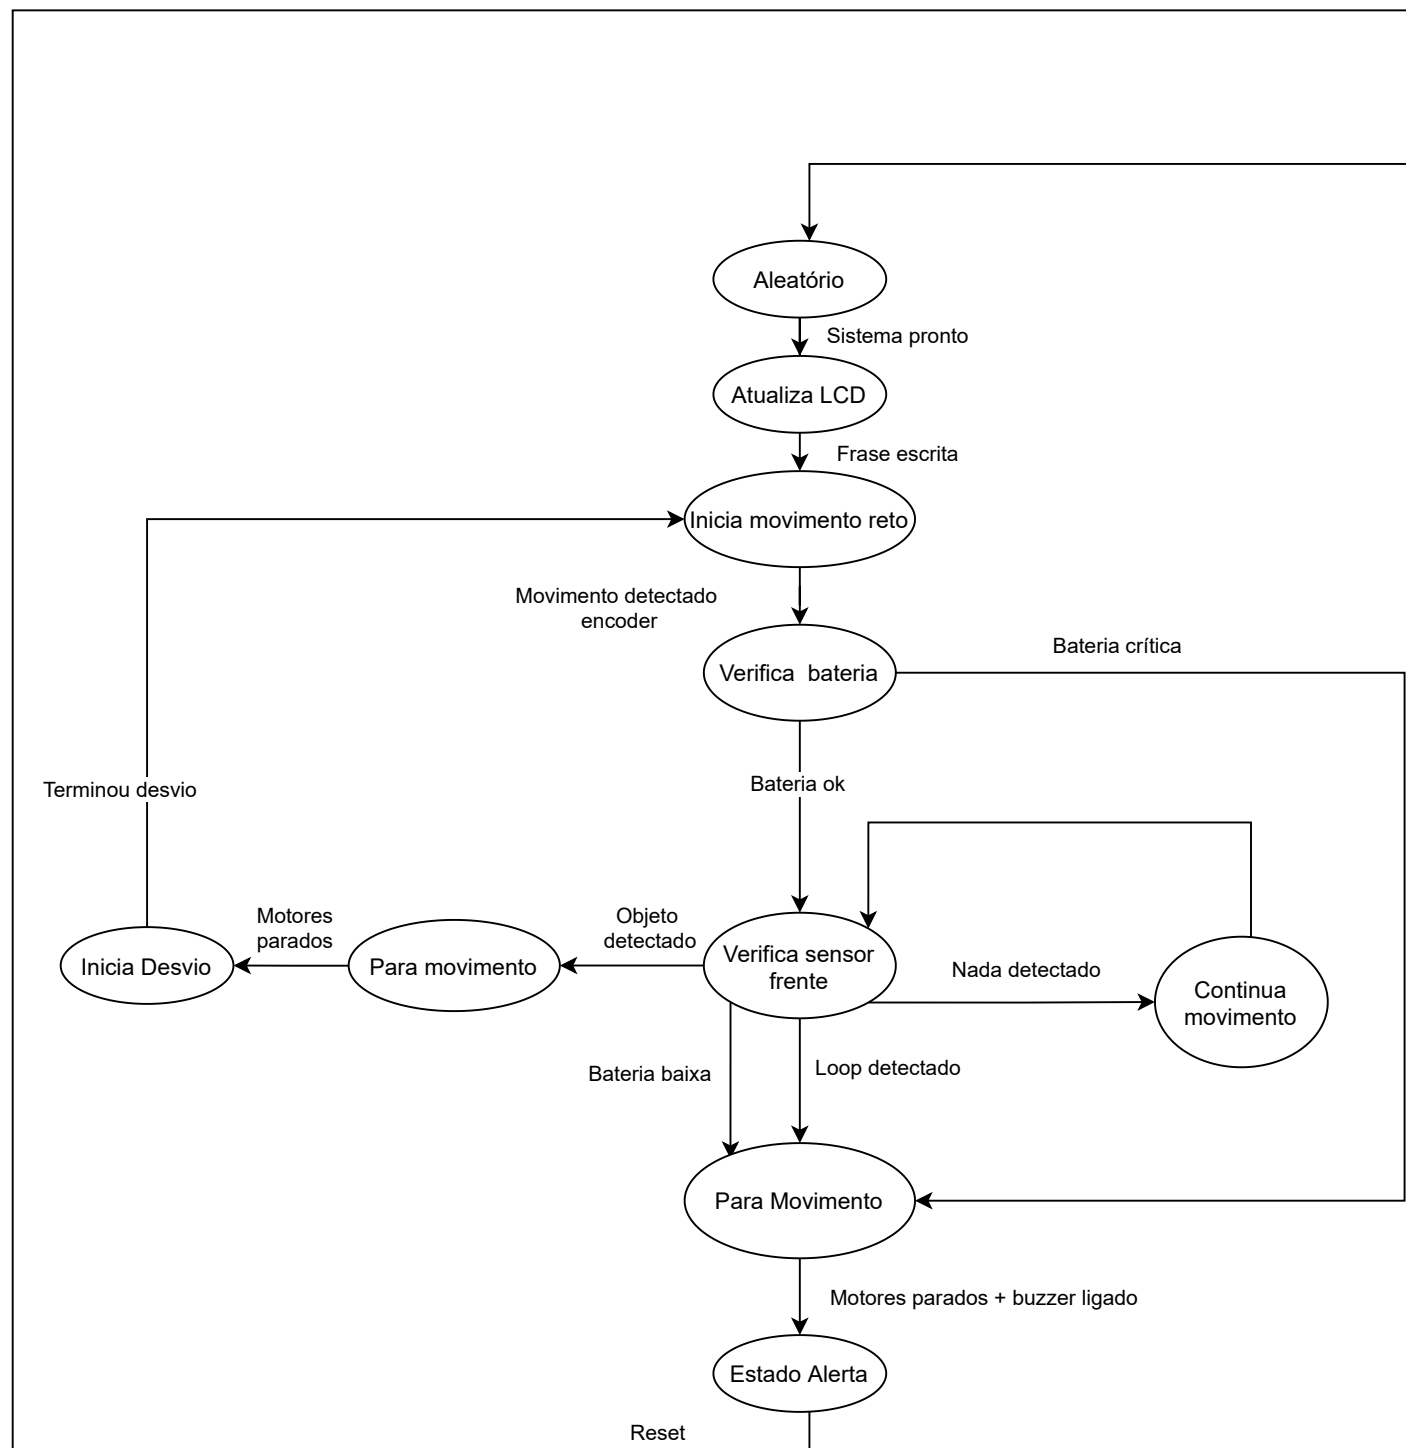 Aleatório
Sistema pronto
Atualiza LCD
Frase escrita
Inicia movimento reto
Movimento detectado
encoder
Bateria crítica
Verifica  bateria
Bateria ok
Terminou desvio
Motores
parados
Objeto
detectado
Inicia Desvio
Para movimento
Verifica sensor
frente
Nada detectado
Continua
movimento
Bateria baixa
Loop detectado
Para Movimento
Motores parados + buzzer ligado
Estado Alerta
Reset